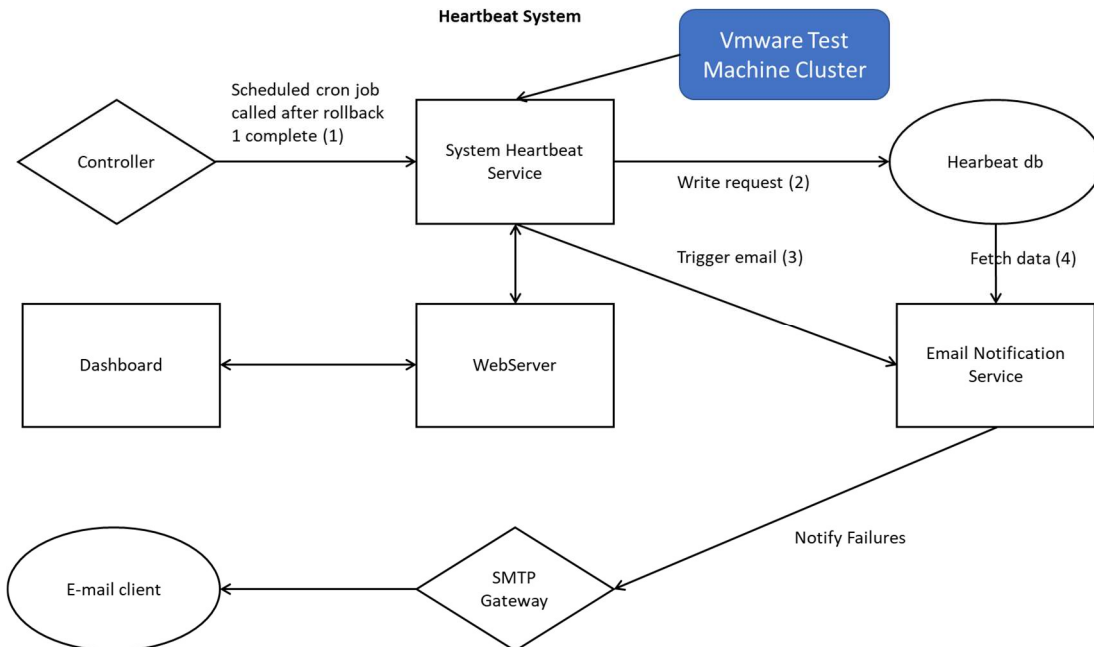 Heartbeat System
Vmware Test
Machine Cluster
Scheduled cron job
called after rollback
1 complete (1)
Controller
System Heartbeat
Service
Write request (2)
Hearbeat db
Trigger email (3)
Fetch data (4)
Dashboard
WebServer
Email Notification
Service
Notify Failures
E-mail client
SMTP
Gateway